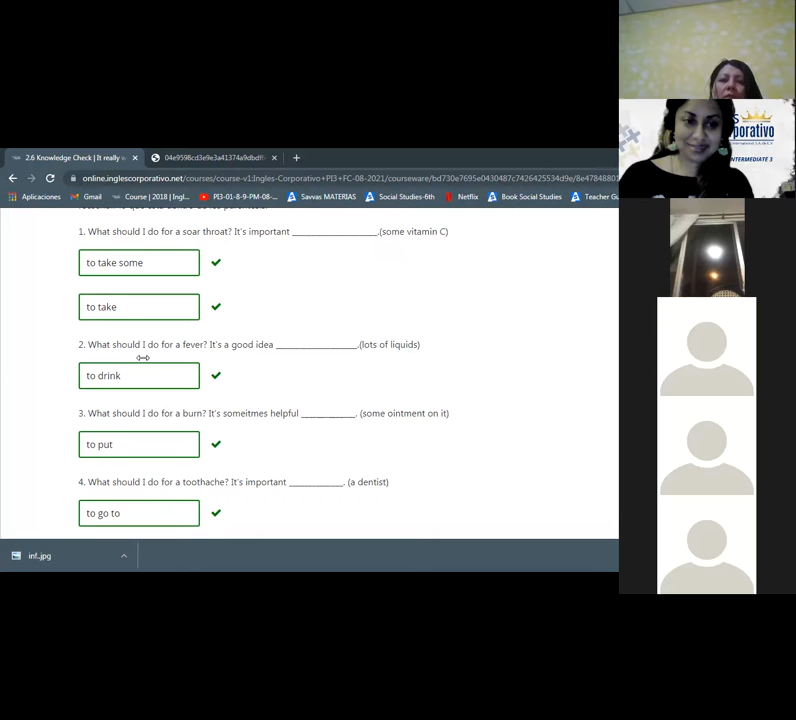 2.6 Knowledge Check | It really w
04e9598cd3e9e3a41374a9dbdf
online.inglescorporativo.net/courses/course-v1:Ingles-Corporativo+PI3+FC-08-2021/courseware/bd730e7695e0430487c7426425534d9e/8e4784880
Aplicaciones
Gmail
Course | 2018 | Ingl...
PI3-01-8-9-PM-08-...
Savvas MATERIAS
Social Studies-6th
Netflix
Book Social Studies
Teacher Gu
1. What should I do for a soar throat? It's important __________________.(some vitamin C)
to take some
to take
2. What should I do for a fever? It's a good idea _________________.(lots of liquids)
to drink
3. What should I do for a burn? It's someitmes helpful ___________. (some ointment on it)
to put
4. What should I do for a toothache? It's important ___________. (a dentist)
to go to
inf.jpg
S
porativo
International S.A. de C.V.
INTERMEDIATE 3